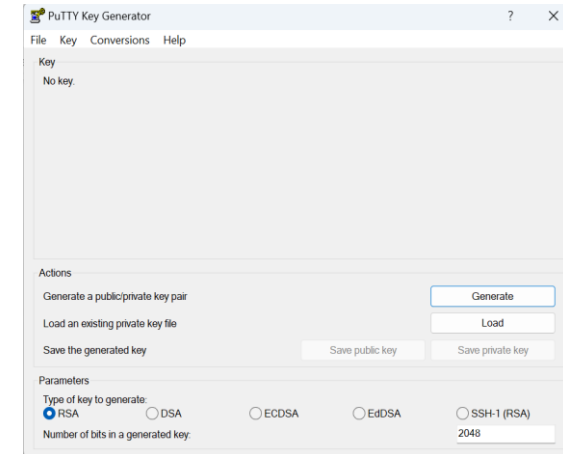 PuTTY Key Generator ? X
File Key Conversions Help
Key
No key.
Actions
Generate a public/private key pair Generate
Load an existing private key file Load
Save the generated key Save public key Save private key
Parameters
Type of key to generate:
RSA DSA ECDSA EdDSA SSH-1 (RSA)
Number of bits in a generated key: 2048